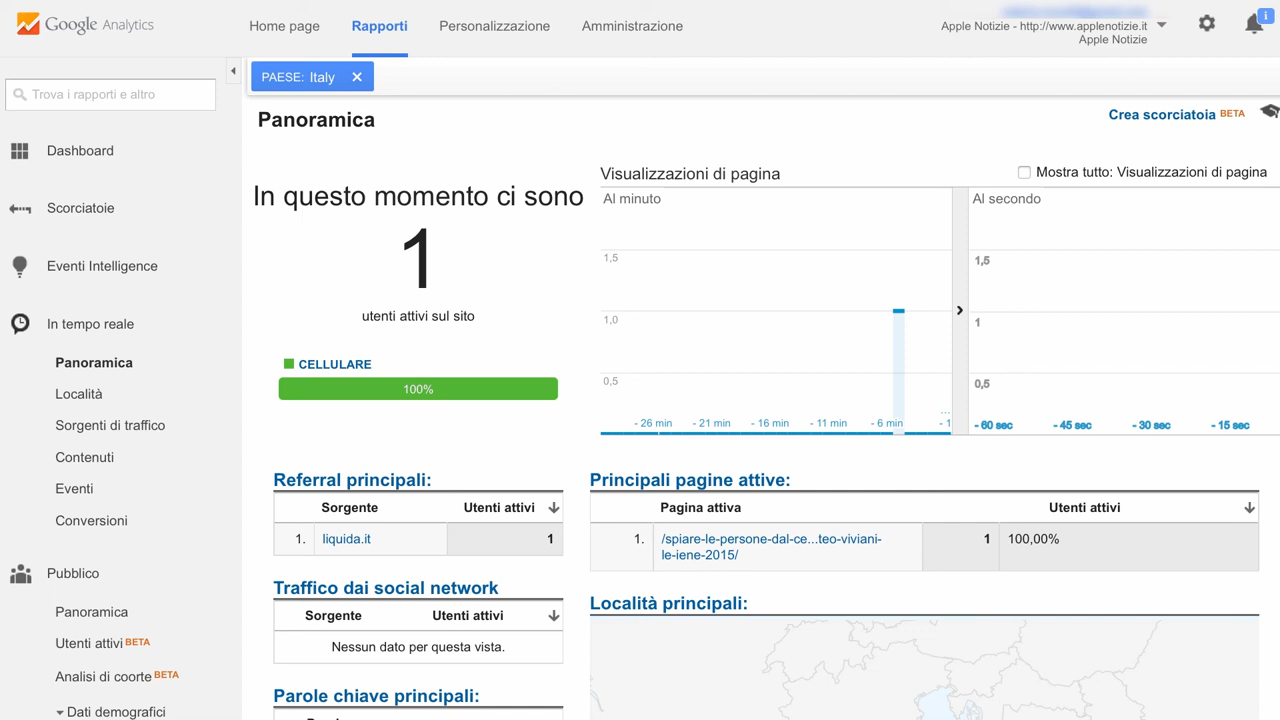 Google Analytics
Home page
Rapporti
Personalizzazione
Amministrazione
Apple Notizie - http://www.applenotizie.it
Apple Notizie
i
Trova i rapporti e altro
PAESE: Italy
Panoramica
Crea scorciatoia BETA
Dashboard
Scorciatoie
Eventi Intelligence
In tempo reale
Panoramica
Località
Sorgenti di traffico
Contenuti
Eventi
Conversioni
Pubblico
Panoramica
Utenti attivi BETA
Analisi di coorte BETA
Dati demografici
In questo momento ci sono
1
utenti attivi sul sito
CELLULARE
100%
Visualizzazioni di pagina
Mostra tutto: Visualizzazioni di pagina
Al minuto
1,5
1,0
0,5
- 26 min
- 21 min
- 16 min
- 11 min
- 6 min
...
- 1
Al secondo
1,5
1
0,5
- 60 sec
- 45 sec
- 30 sec
- 15 sec
Referral principali:
Sorgente Utenti attivi
1. liquida.it 1
Traffico dai social network
Sorgente Utenti attivi
Nessun dato per questa vista.
Parole chiave principali:
Principali pagine attive:
Pagina attiva Utenti attivi
1. /spiare-le-persone-dal-ce...teo-viviani- 1 100,00%
le-iene-2015/
Località principali: